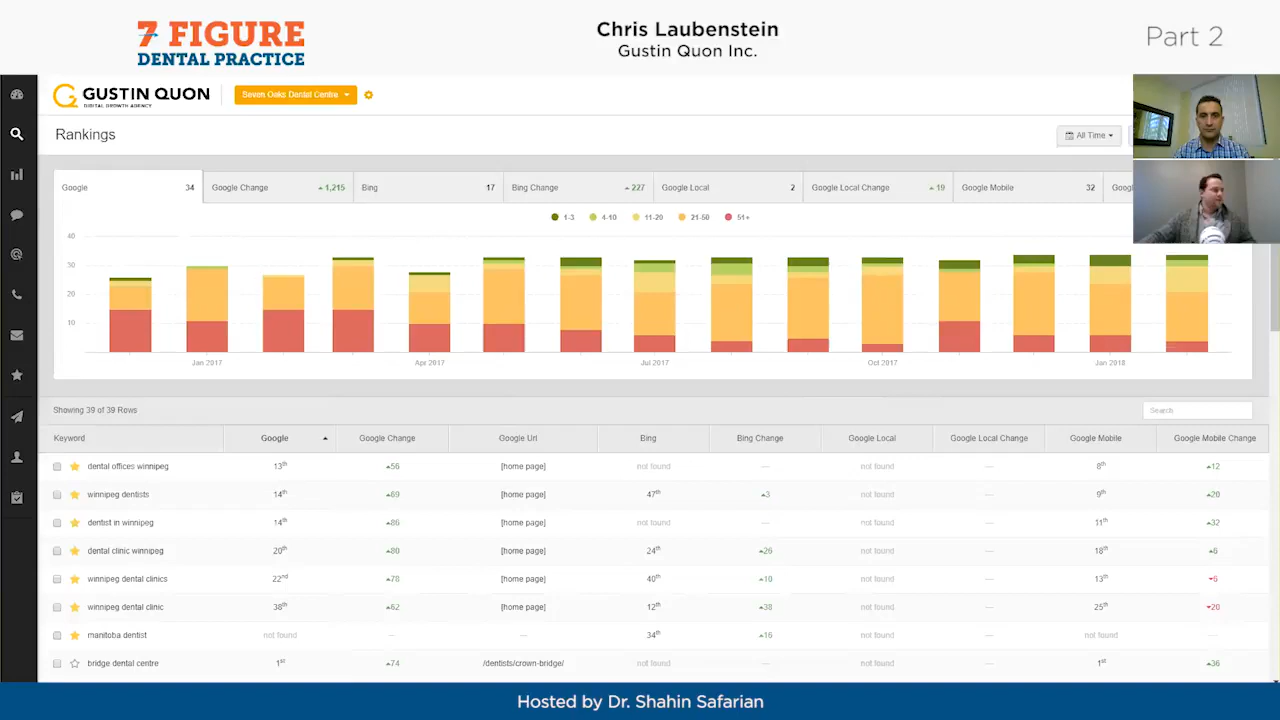 7 FIGURE
DENTAL PRACTICE
Chris Laubenstein
Gustin Quon Inc.
Part 2
GUSTIN QUON
DIGITAL GROWTH AGENCY
Seven Oaks Dental Centre
Rankings
All Time
Google 34 Google Change 1,215 Bing 17 Bing Change 227 Google Local 2 Google Local Change 19 Google Mobile 32
1-3 4-10 11-20 21-50 51+
40
30
20
10
Jan 2017 Apr 2017 Jul 2017 Oct 2017 Jan 2018
Showing 39 of 39 Rows
Search
Keyword Google Google Change Google Url Bing Bing Change Google Local Google Local Change Google Mobile Google Mobile Change
dental offices winnipeg 13th 56 [home page] not found — not found — 8th 12
winnipeg dentists 14th 69 [home page] 47th 3 not found — 9th 20
dentist in winnipeg 14th 86 [home page] not found — not found — 11th 32
dental clinic winnipeg 20th 80 [home page] 24th 26 not found — 18th 6
winnipeg dental clinics 22nd 78 [home page] 40th 10 not found — 13th 6
winnipeg dental clinic 38th 62 [home page] 12th 38 not found — 25th 20
manitoba dentist not found — — 34th 16 not found — not found —
bridge dental centre 1st 74 /dentists/crown-bridge/ not found — not found — 1st 36
Hosted by Dr. Shahin Safarian